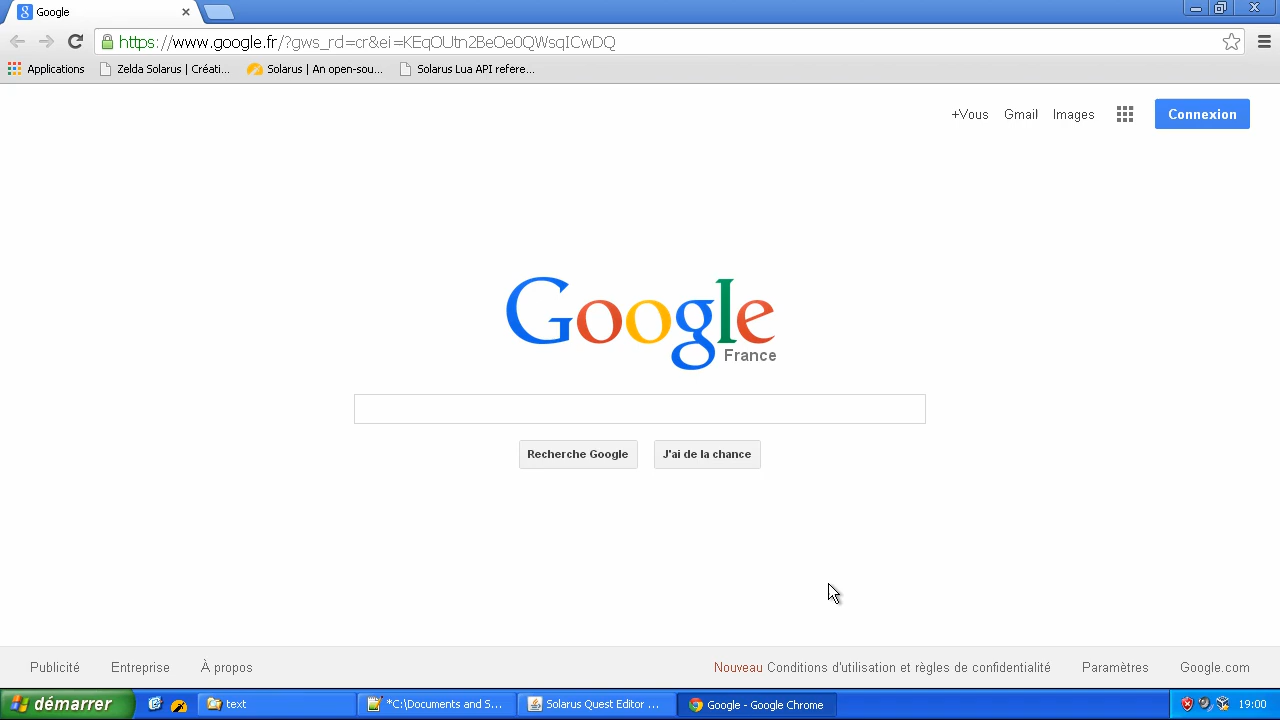 Google
https://www.google.fr/?gws_rd=cr&ei=KEqOUtn2BeOe0QWsqICwDQ
Applications Zelda Solarus | Créati... Solarus | An open-sou... Solarus Lua API refere...
+Vous Gmail Images Connexion
Google
France
Recherche Google J'ai de la chance
Publicité Entreprise À propos Nouveau Conditions d'utilisation et règles de confidentialité Paramètres Google.com
démarrer text *C:\Documents and S... Solarus Quest Editor ... Google - Google Chrome 19:00